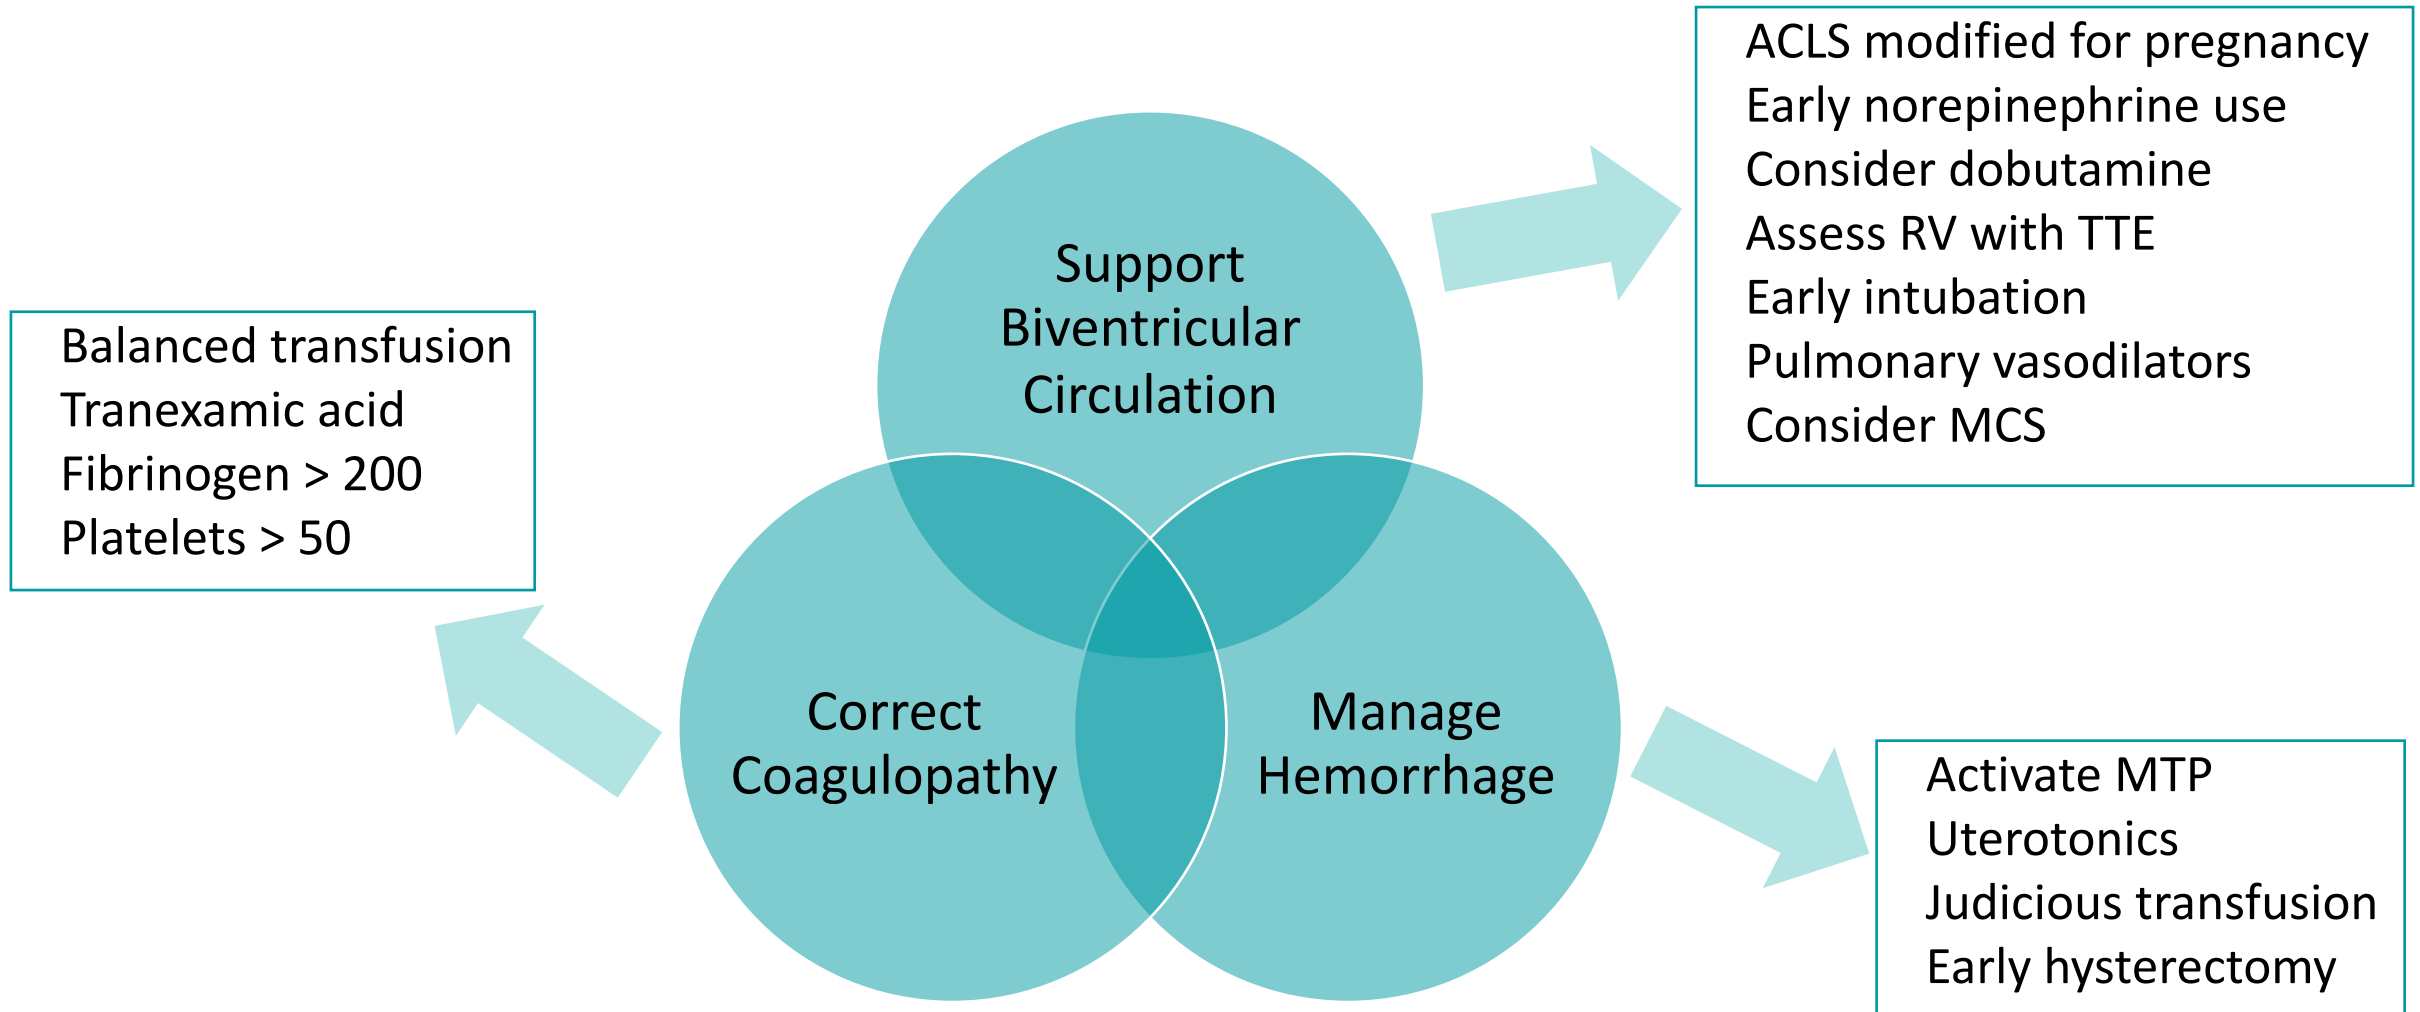 ACLS modified for pregnancy
Early norepinephrine use
Consider dobutamine
Assess RV with TTE
Early intubation
Pulmonary vasodilators
Consider MCS
Support
Biventricular
Circulation
Balanced transfusion
Tranexamic acid
Fibrinogen > 200
Platelets > 50
Correct
Coagulopathy
Manage
Hemorrhage
Activate MTP
Uterotonics
Judicious transfusion
Early hysterectomy